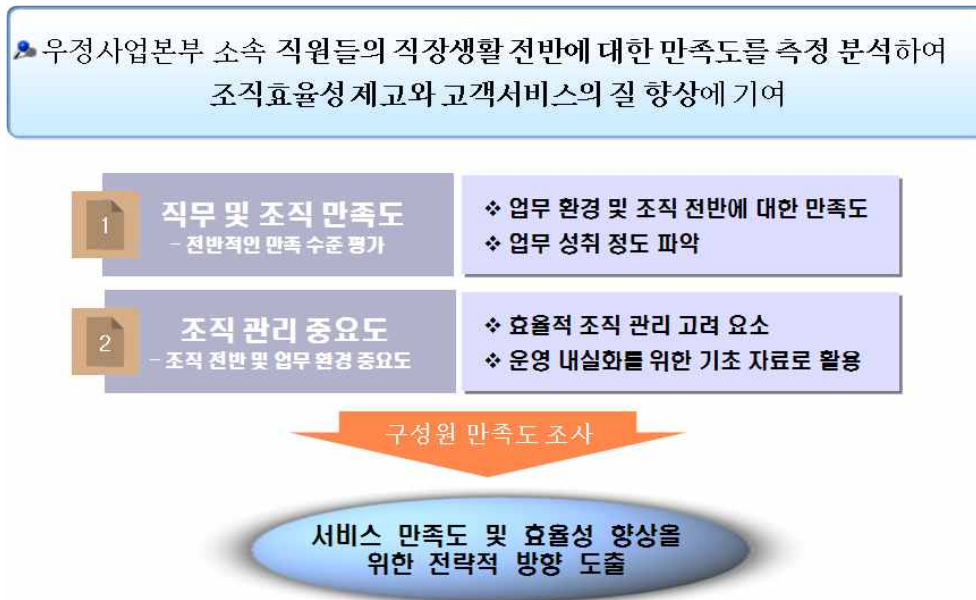 우정사업본부 소속 직원들의 직장생활 전반에 대한 만족도를 측정 분석하여
조직효율성 제고와 고객서비스의 질 향상에 기여
1
직무 및 조직 만족도
- 전반적인 만족 수준 평가
❖ 업무 환경 및 조직 전반에 대한 만족도
❖ 업무 성취 정도 파악
2
조직 관리 중요도
- 조직 전반 및 업무 환경 중요도
❖ 효율적 조직 관리 고려 요소
❖ 운영 내실화를 위한 기초 자료로 활용
구성원 만족도 조사
서비스 만족도 및 효율성 향상을
위한 전략적 방향 도출